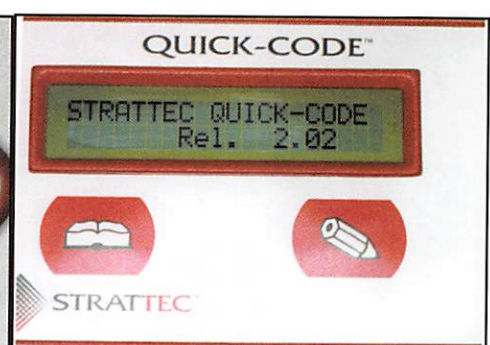 QUICK-CODE™
STRATTEC QUICK-CODE
Rel. 2.02
STRATTEC